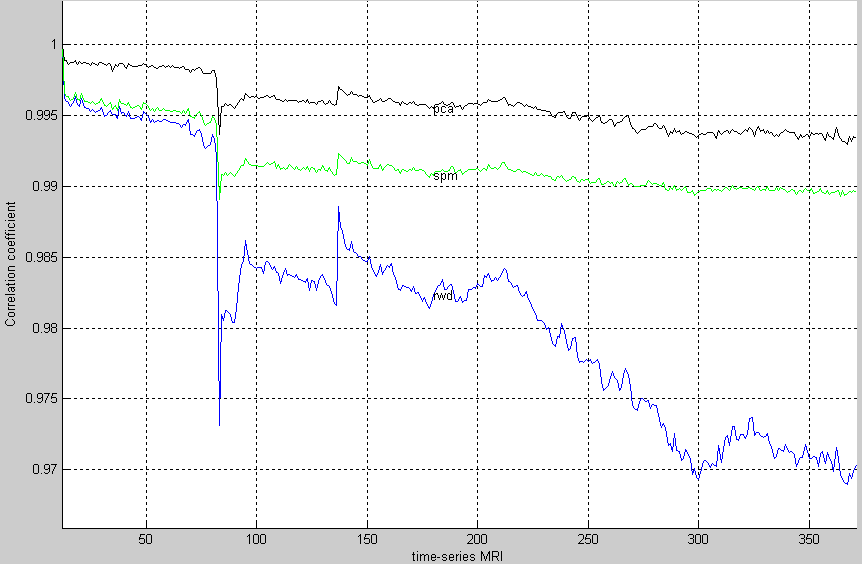 1
0.995
pca
0.99
spm
0.985
Correlation coefficient
rwd
0.98
0.975
0.97
50 100 150 200 250 300 350
time-series MRI